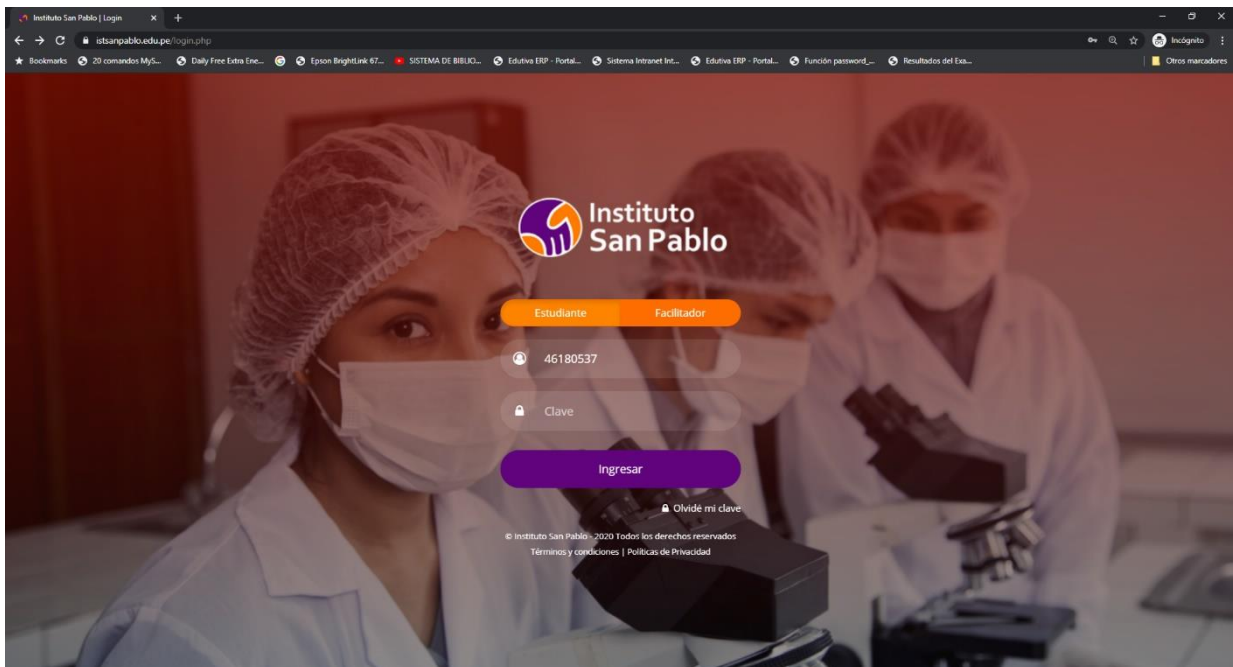 Instituto San Pablo | Login
istsanpablo.edu.pe/login.php
Incógnito
Bookmarks
20 comandos MyS...
Daily Free Extra Ene...
Epson BrightLink 67...
SISTEMA DE BIBLIO...
Edutiva ERP - Portal...
Sistema Intranet Int...
Edutiva ERP - Portal...
Función password_...
Resultados del Exa...
Otros marcadores
Instituto
San Pablo
Estudiante
Facilitador
46180537
Clave
Ingresar
Olvidé mi clave
© Instituto San Pablo - 2020 Todos los derechos reservados
Términos y condiciones | Políticas de Privacidad